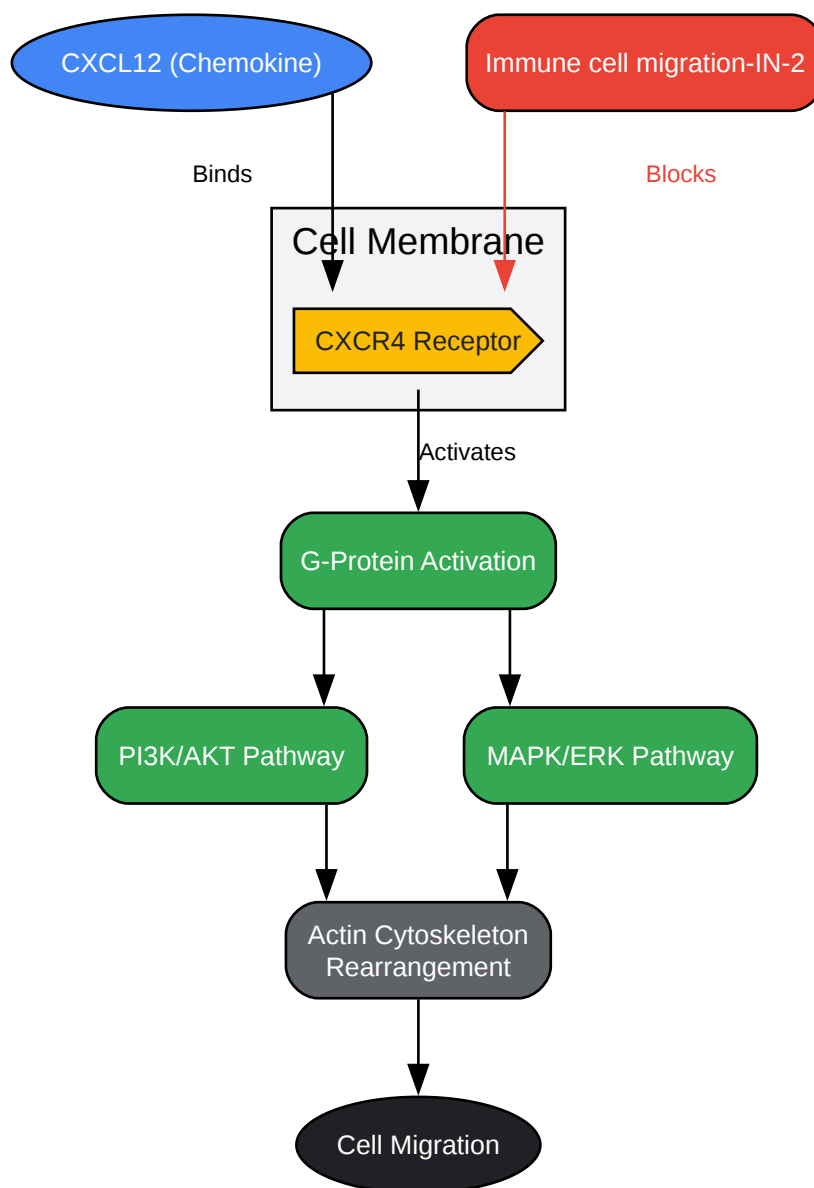 CXCL12 (Chemokine)
Immune cell migration-IN-2
Binds
Blocks
Cell Membrane
CXCR4 Receptor
Activates
G-Protein Activation
PI3K/AKT Pathway
MAPK/ERK Pathway
Actin Cytoskeleton
Rearrangement
Cell Migration